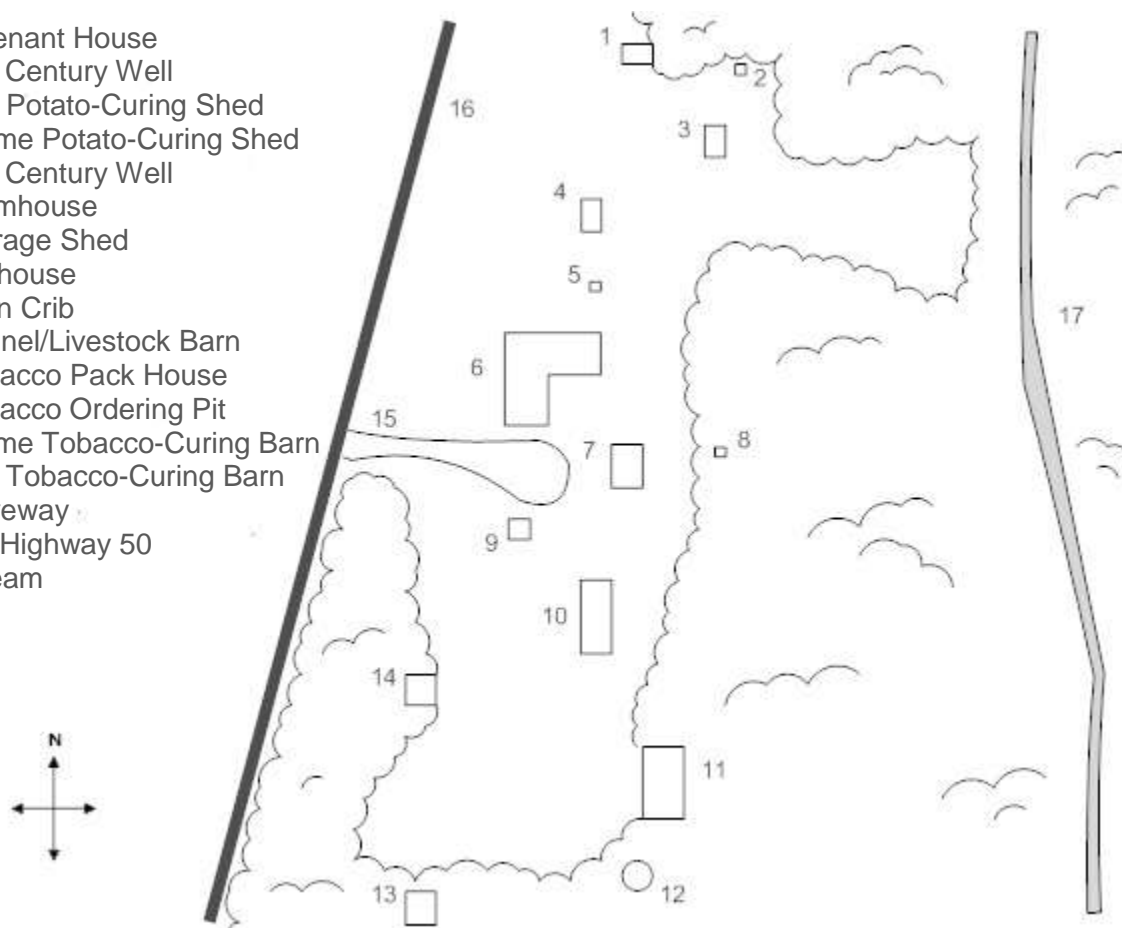 enant House
Century Well
Potato-Curing Shed
me Potato-Curing Shed
Century Well
mhouse
rage Shed
house
n Crib
nel/Livestock Barn
acco Pack House
acco Ordering Pit
me Tobacco-Curing Barn
Tobacco-Curing Barn
eway
Highway 50
eam
1
2
16
3
4
5
17
6
15
7
8
9
10
14
N
11
12
13